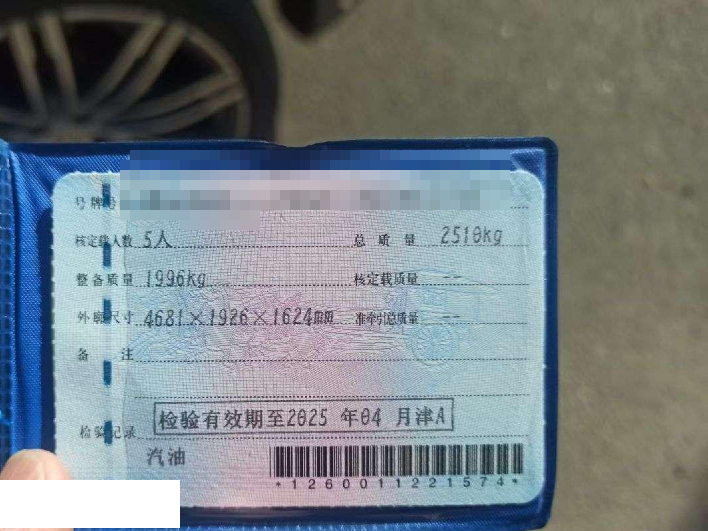 号牌号
核定载人数 5人 总质量 2510kg
整备质量 1996kg 核定载质量 --
外廓尺寸 4681×1926×1624mm 准牵引总质量 --
备注
检验有效期至2025年04月津A
检验记录
汽油
*1260011221574*